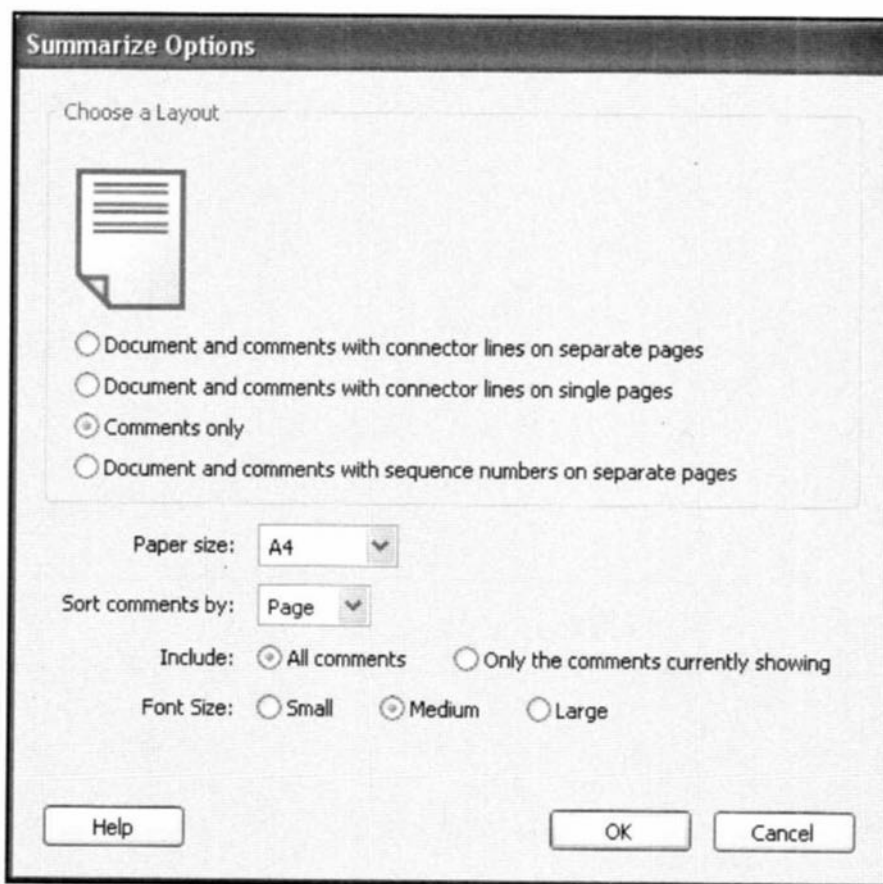 Summarize Options
Choose a Layout
Document and comments with connector lines on separate pages
Document and comments with connector lines on single pages
Comments only
Document and comments with sequence numbers on separate pages
Paper size: A4
Sort comments by: Page
Include: All comments Only the comments currently showing
Font Size: Small Medium Large
Help OK Cancel